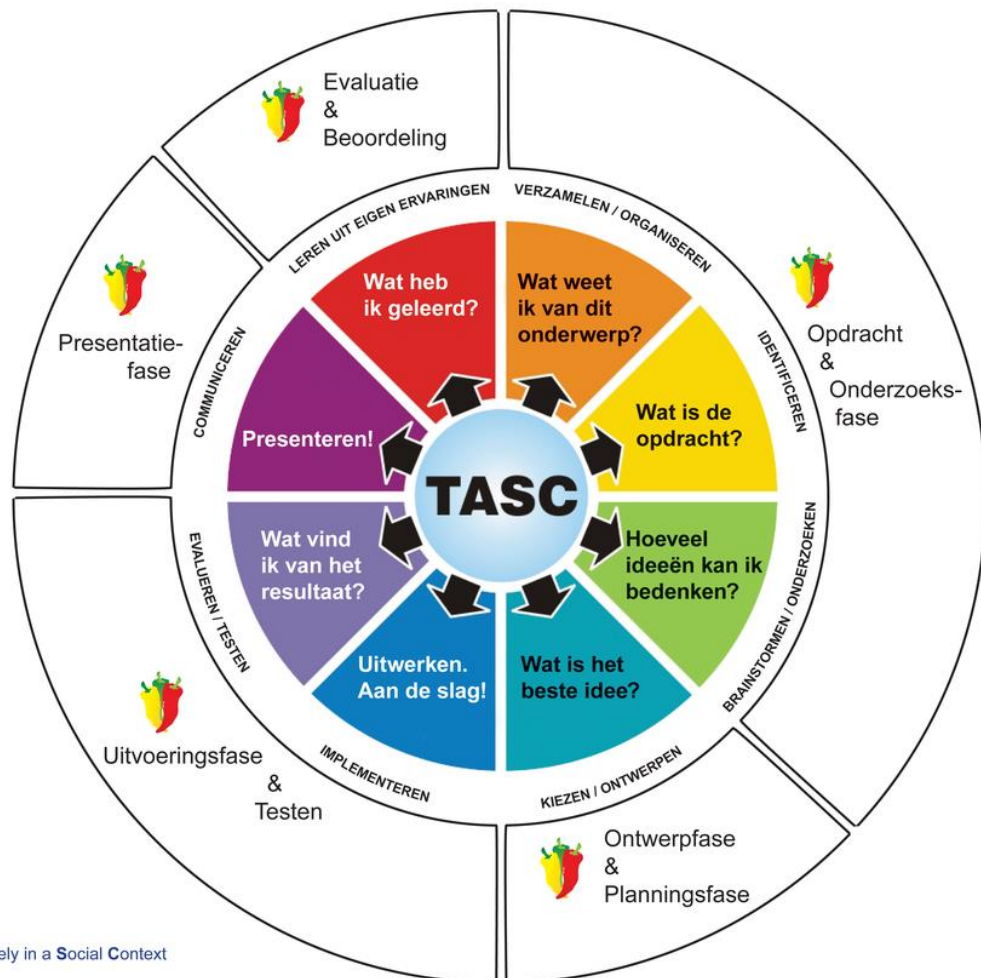 Evaluatie
&
Beoordeling
LEREN UIT EIGEN ERVARINGEN
VERZAMELEN / ORGANISEREN
Wat heb
ik geleerd?
Wat weet
ik van dit
onderwerp?
Presentatie-
fase
COMMUNICEREN
IDENTIFICEREN
Opdracht
&
Onderzoeks-
fase
Presenteren!
Wat is de
opdracht?
TASC
Wat vind
ik van het
resultaat?
Hoeveel
ideeën kan ik
bedenken?
EVALUEREN / TESTEN
BRAINSTORMEN / ONDERZOEKEN
Uitwerken.
Aan de slag!
Wat is het
beste idee?
Uitvoeringsfase
&
Testen
IMPLEMENTEREN
KIEZEN / ONTWERPEN
Ontwerpfase
&
Planningsfase
ely in a Social Context